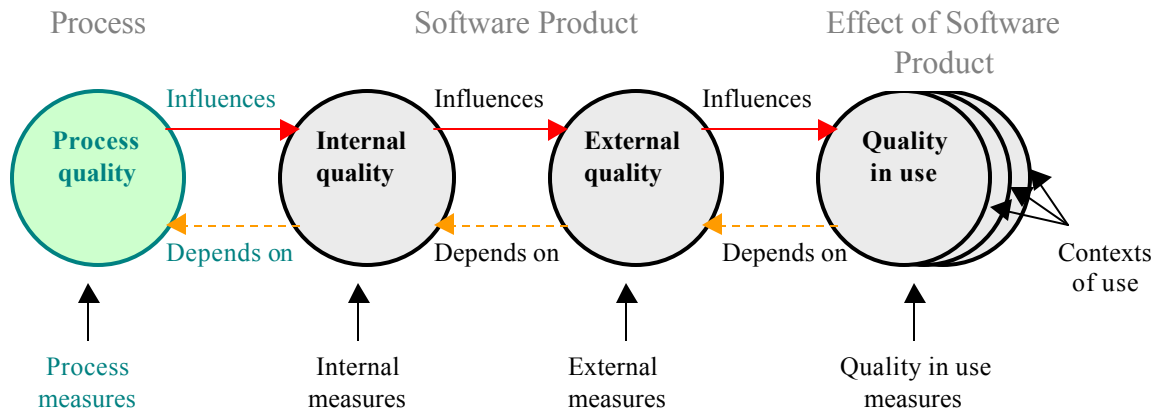 Process
Software Product
Effect of Software
Product
Influences
Influences
Influences
Process
quality
Internal
quality
External
quality
Quality
in use
Depends on
Depends on
Depends on
Contexts
of use
Process
measures
Internal
measures
External
measures
Quality in use
measures